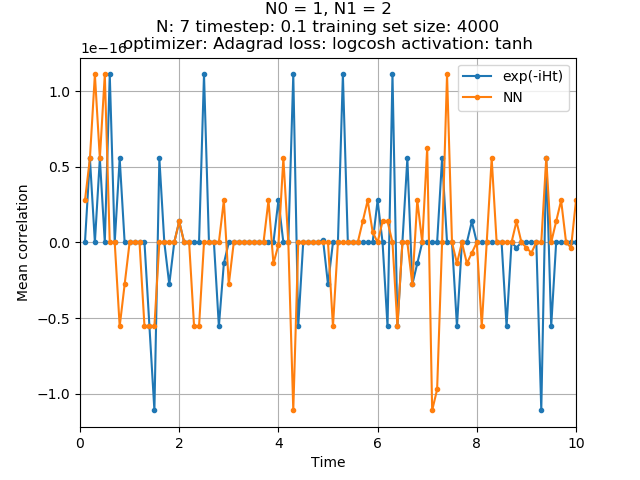 N0 = 1, N1 = 2
N: 7 timestep: 0.1 training set size: 4000
optimizer: Adagrad loss: logcosh activation: tanh
1e−16
exp(-iHt)
NN
1.0
0.5
0.0
−0.5
−1.0
Mean correlation
0 2 4 6 8 10
Time